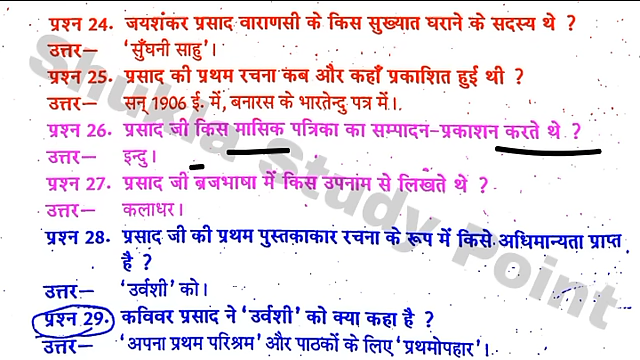 प्रश्न 24. जयशंकर प्रसाद वाराणसी के किस सुख्यात घराने के सदस्य थे ?
उत्तर— 'सुँघनी साहु'।
प्रश्न 25. प्रसाद की प्रथम रचना कब और कहाँ प्रकाशित हुई थी ?
उत्तर— सन् 1906 ई. में, बनारस के भारतेन्दु पत्र में।
प्रश्न 26. प्रसाद जी किस मासिक पत्रिका का सम्पादन-प्रकाशन करते थे ?
उत्तर— इन्दु।
प्रश्न 27. प्रसाद जी ब्रजभाषा में किस उपनाम से लिखते थे ?
उत्तर— कलाधर।
प्रश्न 28. प्रसाद जी की प्रथम पुस्तकाकार रचना के रूप में किसे अधिमान्यता प्राप्त
है ?
उत्तर— 'उर्वशी' को।
प्रश्न 29. कविवर प्रसाद ने 'उर्वशी' को क्या कहा है ?
उत्तर— 'अपना प्रथम परिश्रम' और पाठकों के लिए 'प्रथमोपहार'।
Shukla Study Point